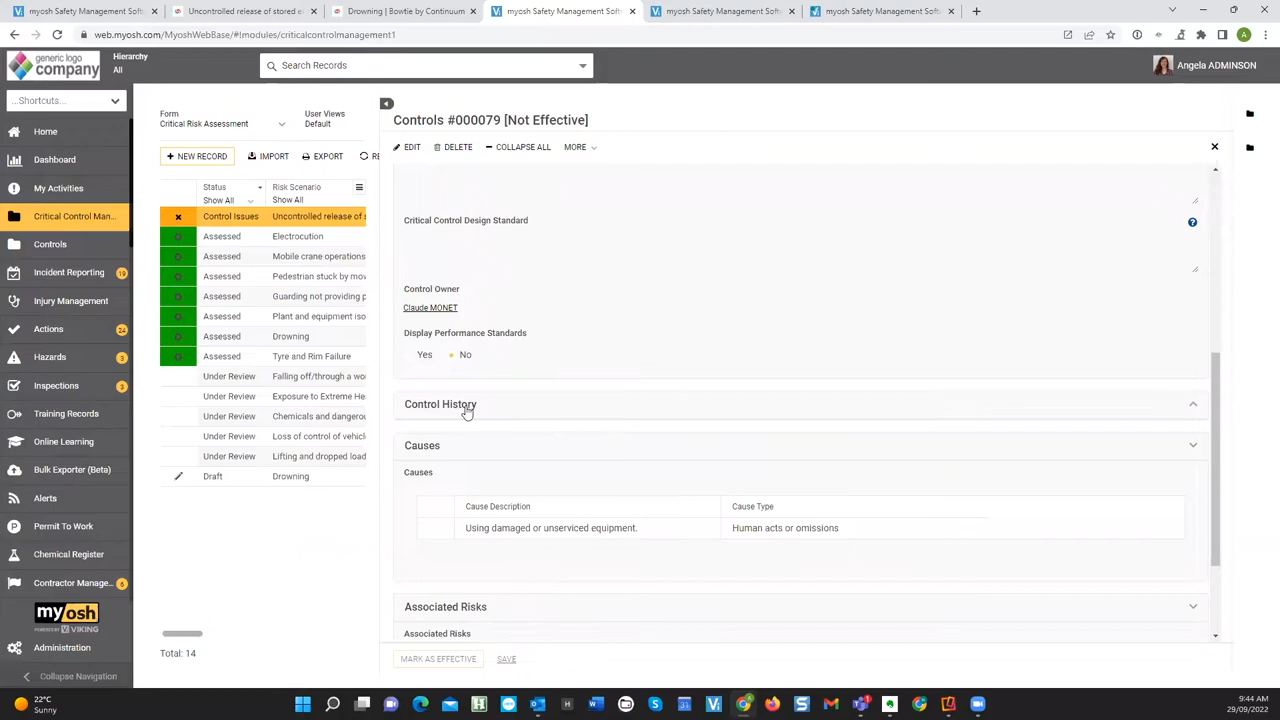 myosh Safety Management Softw
Uncontrolled release of stored e
Drowning | Bowtie by Continuum
myosh Safety Management Softw
myosh Safety Management Softw
myosh Safety Management Softw
web.myosh.com/MyoshWebBase/#!modules/criticalcontrolmanagement1
A
generic logo
company
Hierarchy
All
Search Records
Angela ADMINSON
...Shortcuts...
Home
Dashboard
My Activities
Critical Control Man...
Controls
Incident Reporting 19
Injury Management
Actions 24
Hazards 3
Inspections 3
Training Records
Online Learning
Bulk Exporter (Beta)
Alerts
Permit To Work
Chemical Register
Contractor Manage... 6
myosh
POWERED BY VIKING
Administration
Collapse Navigation
Form
Critical Risk Assessment
User Views
Default
+ NEW RECORD
IMPORT
EXPORT
RE
Status
Show All
Risk Scenario
Show All
Control Issues Uncontrolled release of s
Assessed Electrocution
Assessed Mobile crane operations
Assessed Pedestrian stuck by mov
Assessed Guarding not providing p
Assessed Plant and equipment iso
Assessed Drowning
Assessed Tyre and Rim Failure
Under Review Falling off/through a wo
Under Review Exposure to Extreme He
Under Review Chemicals and dangerou
Under Review Loss of control of vehicl
Under Review Lifting and dropped load
Draft Drowning
Total: 14
Controls #000079 [Not Effective]
EDIT
DELETE
COLLAPSE ALL
MORE
Critical Control Design Standard
Control Owner
Claude MONET
Display Performance Standards
Yes No
Control History
Causes
Causes
Cause Description Cause Type
Using damaged or unserviced equipment. Human acts or omissions
Associated Risks
Associated Risks
MARK AS EFFECTIVE
SAVE
22°C
Sunny
9:44 AM
29/09/2022